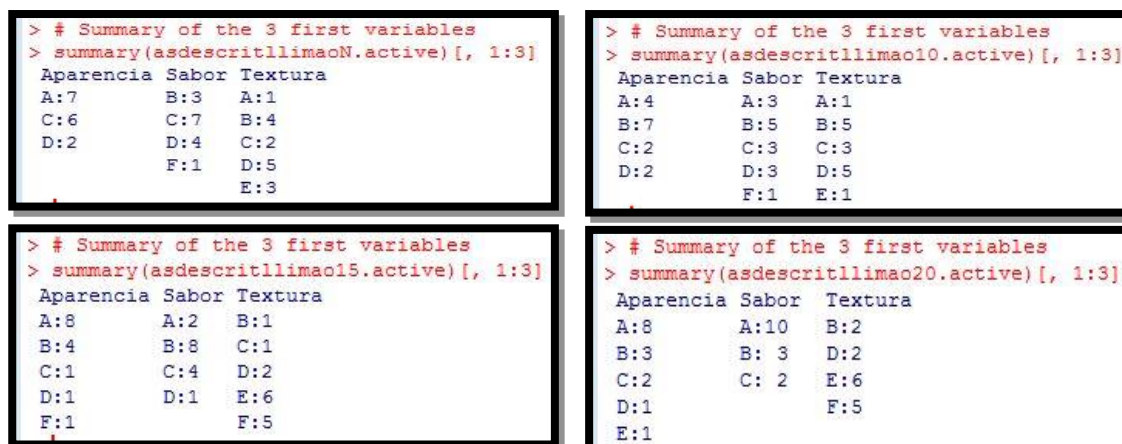 > # Summary of the 3 first variables
> summary(asdescritllimaoN.active)[, 1:3]
Aparencia Sabor Textura
A:7 B:3 A:1
C:6 C:7 B:4
D:2 D:4 C:2
F:1 D:5
E:3
> # Summary of the 3 first variables
> summary(asdescritllimao10.active)[, 1:3]
Aparencia Sabor Textura
A:4 A:3 A:1
B:7 B:5 B:5
C:2 C:3 C:3
D:2 D:3 D:5
F:1 E:1
> # Summary of the 3 first variables
> summary(asdescritllimao15.active)[, 1:3]
Aparencia Sabor Textura
A:8 A:2 B:1
B:4 B:8 C:1
C:1 C:4 D:2
D:1 D:1 E:6
F:1 F:5
> # Summary of the 3 first variables
> summary(asdescritllimao20.active)[, 1:3]
Aparencia Sabor Textura
A:8 A:10 B:2
B:3 B: 3 D:2
C:2 C: 2 E:6
D:1 F:5
E:1